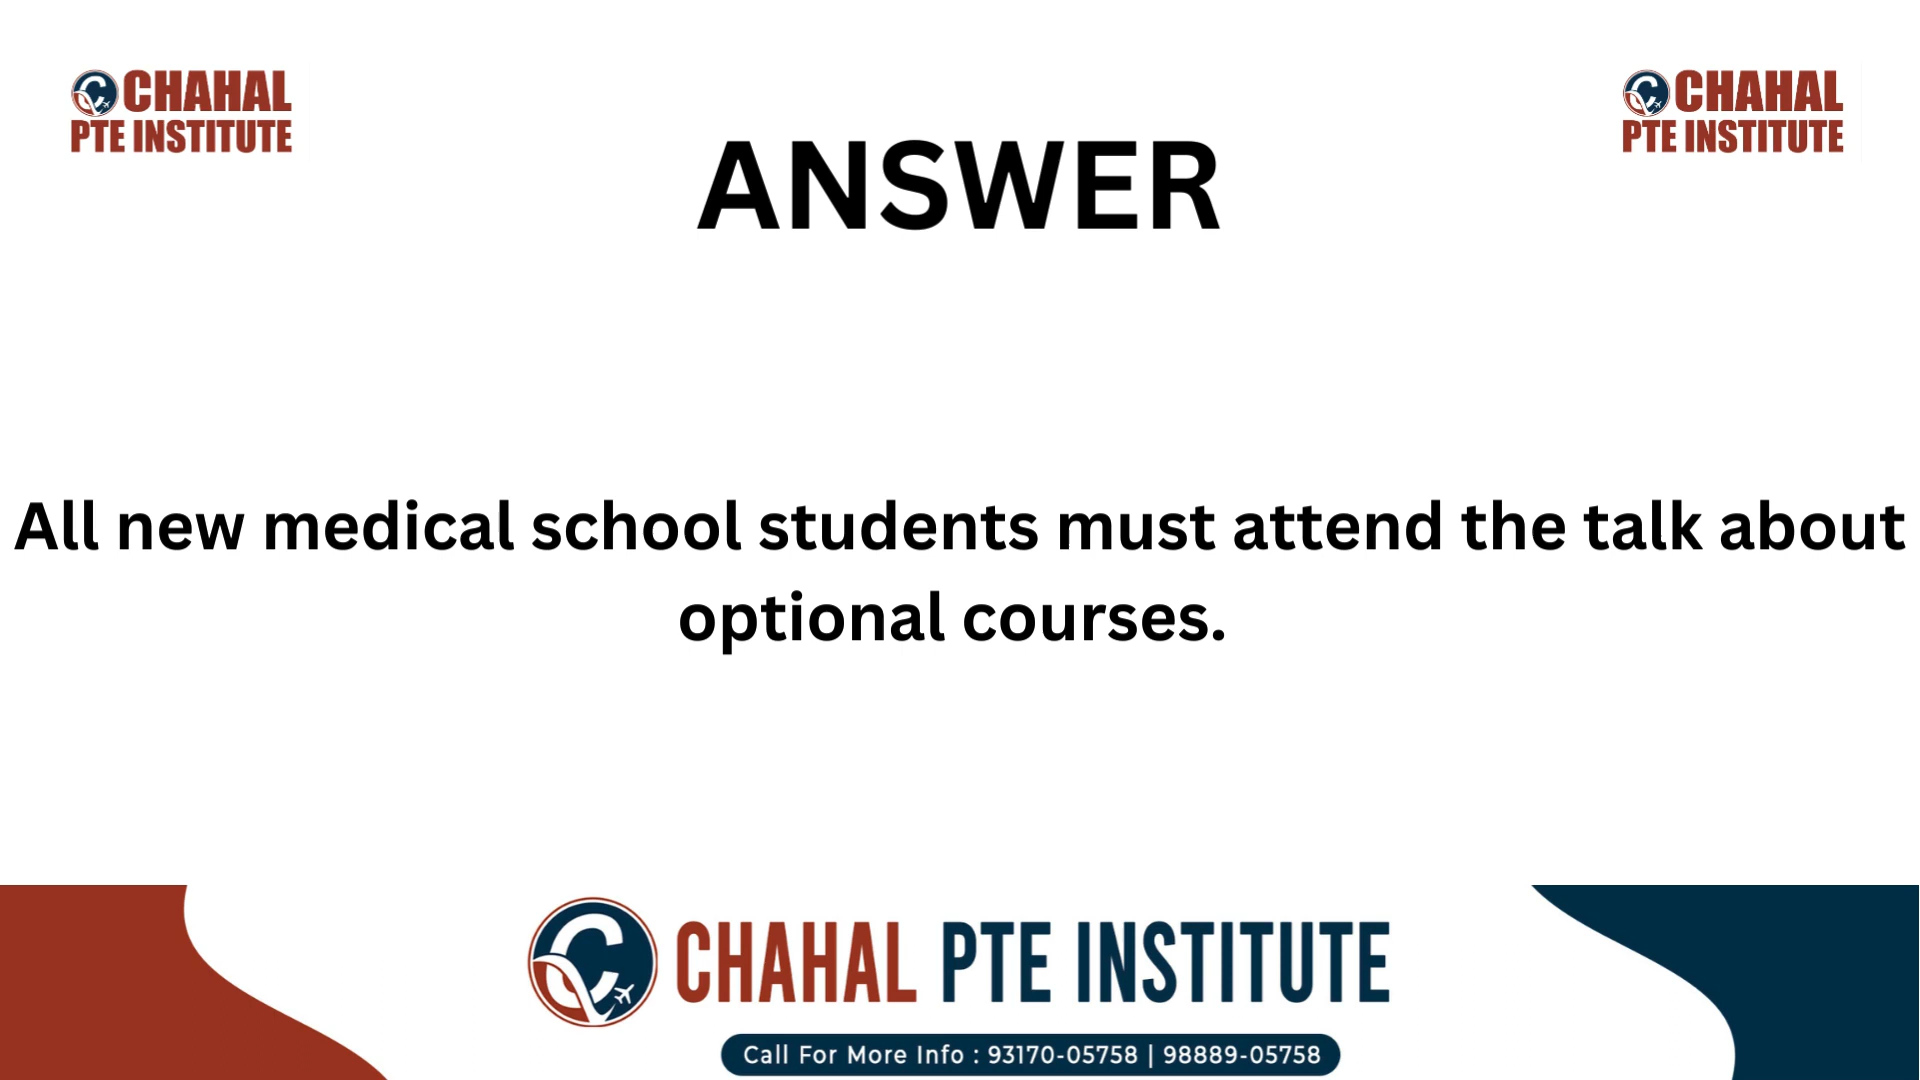 CHAHAL
PTE INSTITUTE
CHAHAL
PTE INSTITUTE
ANSWER
All new medical school students must attend the talk about
optional courses.
CHAHAL PTE INSTITUTE
Call For More Info : 93170-05758 | 98889-05758